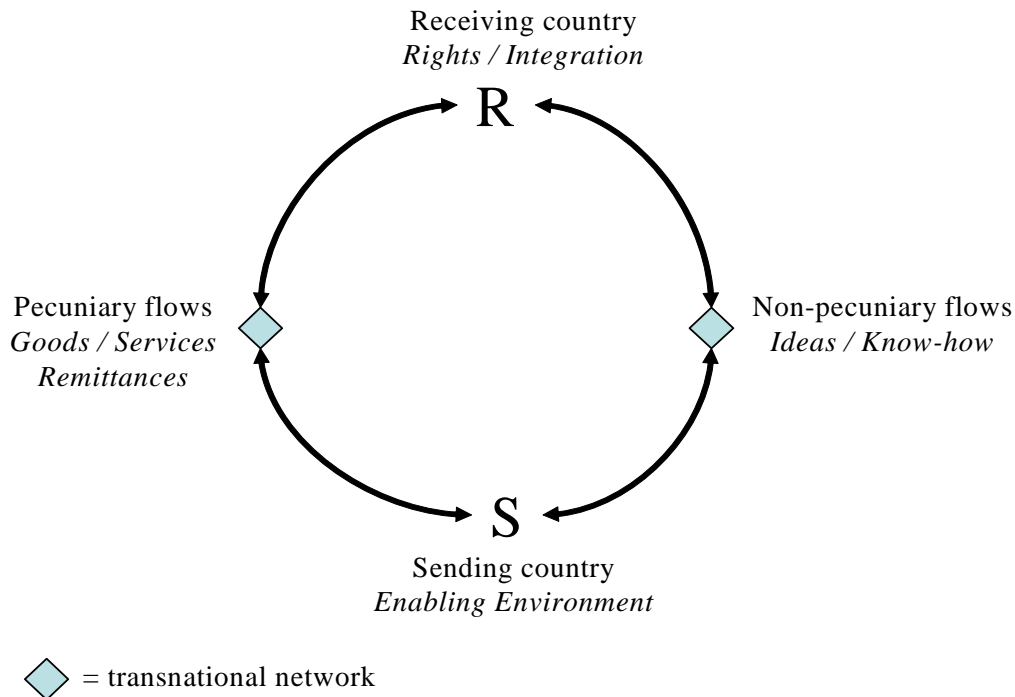 Receiving country
Rights / Integration
R
Pecuniary flows
Goods / Services
Remittances
Non-pecuniary flows
Ideas / Know-how
S
Sending country
Enabling Environment
= transnational network